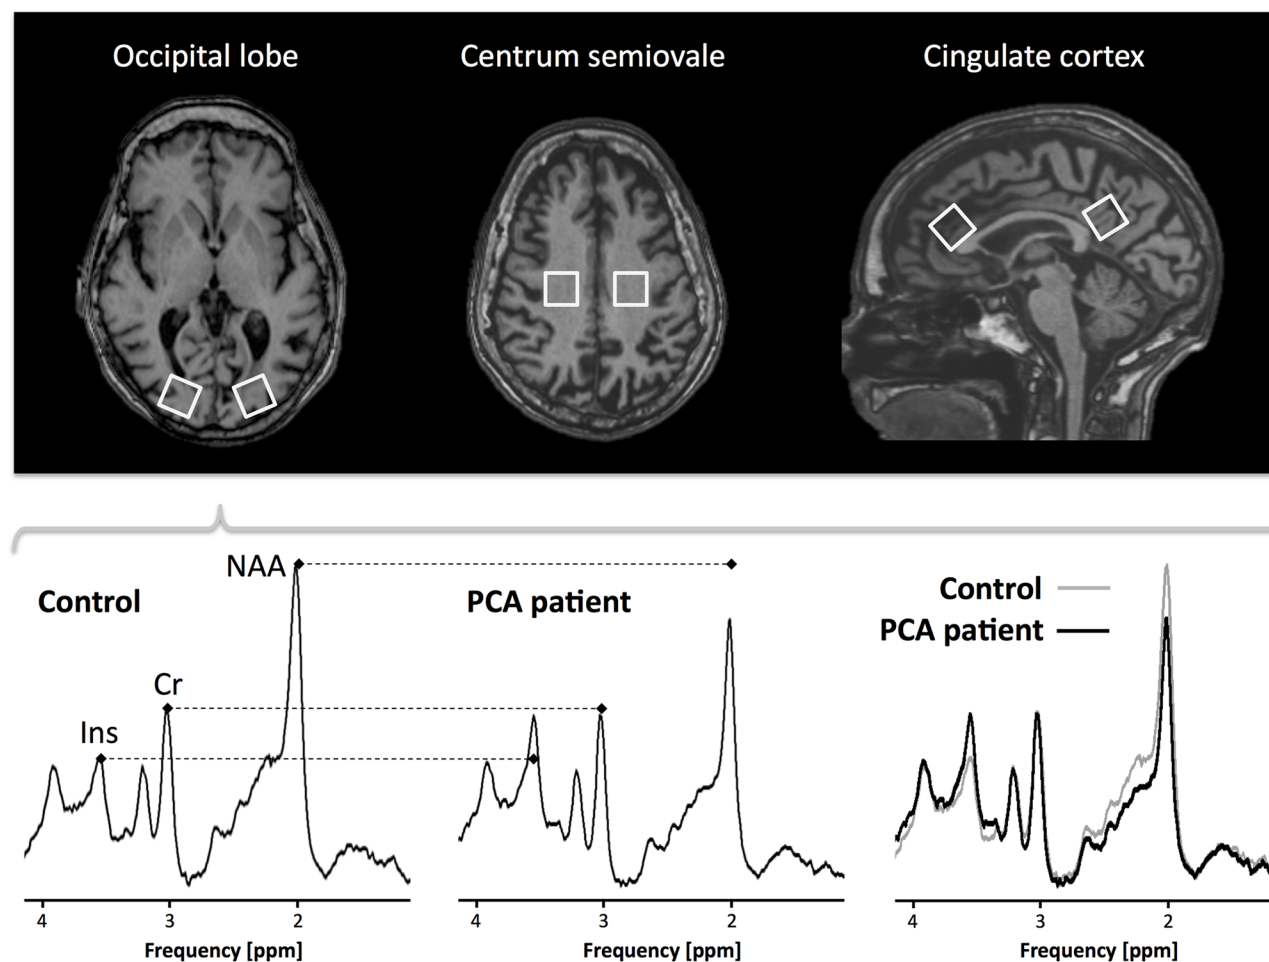 Occipital lobe
Centrum semiovale
Cingulate cortex
NAA
Control
PCA patient
Control
PCA patient
Cr
Ins
4 3 2
4 3 2
4 3 2
Frequency [ppm]
Frequency [ppm]
Frequency [ppm]